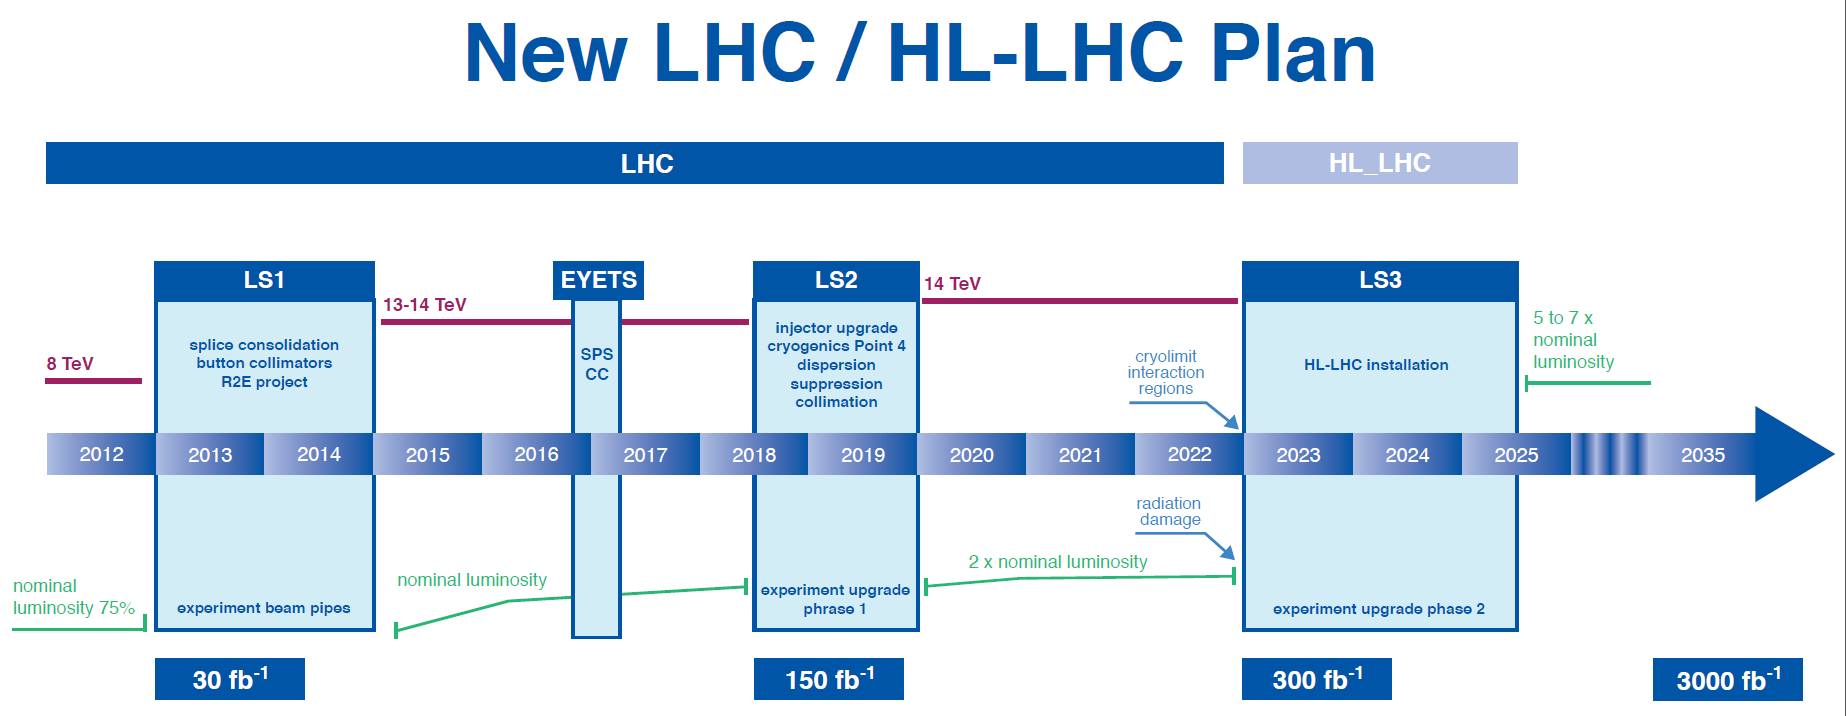 New LHC / HL-LHC Plan
LHC
HL_LHC
LS1
EYETS
LS2
14 TeV
LS3
13-14 TeV
8 TeV
splice consolidation
button collimators
R2E project
SPS
CC
injector upgrade
cryogenics Point 4
dispersion
suppression
collimation
cryolimit
interaction
regions
HL-LHC installation
5 to 7 x
nominal
luminosity
2012
2013
2014
2015
2016
2017
2018
2019
2020
2021
2022
2023
2024
2025
2035
radiation
damage
nominal
luminosity 75%
experiment beam pipes
nominal luminosity
experiment upgrade
phrase 1
2 x nominal luminosity
experiment upgrade phase 2
30 fb-1
150 fb-1
300 fb-1
3000 fb-1